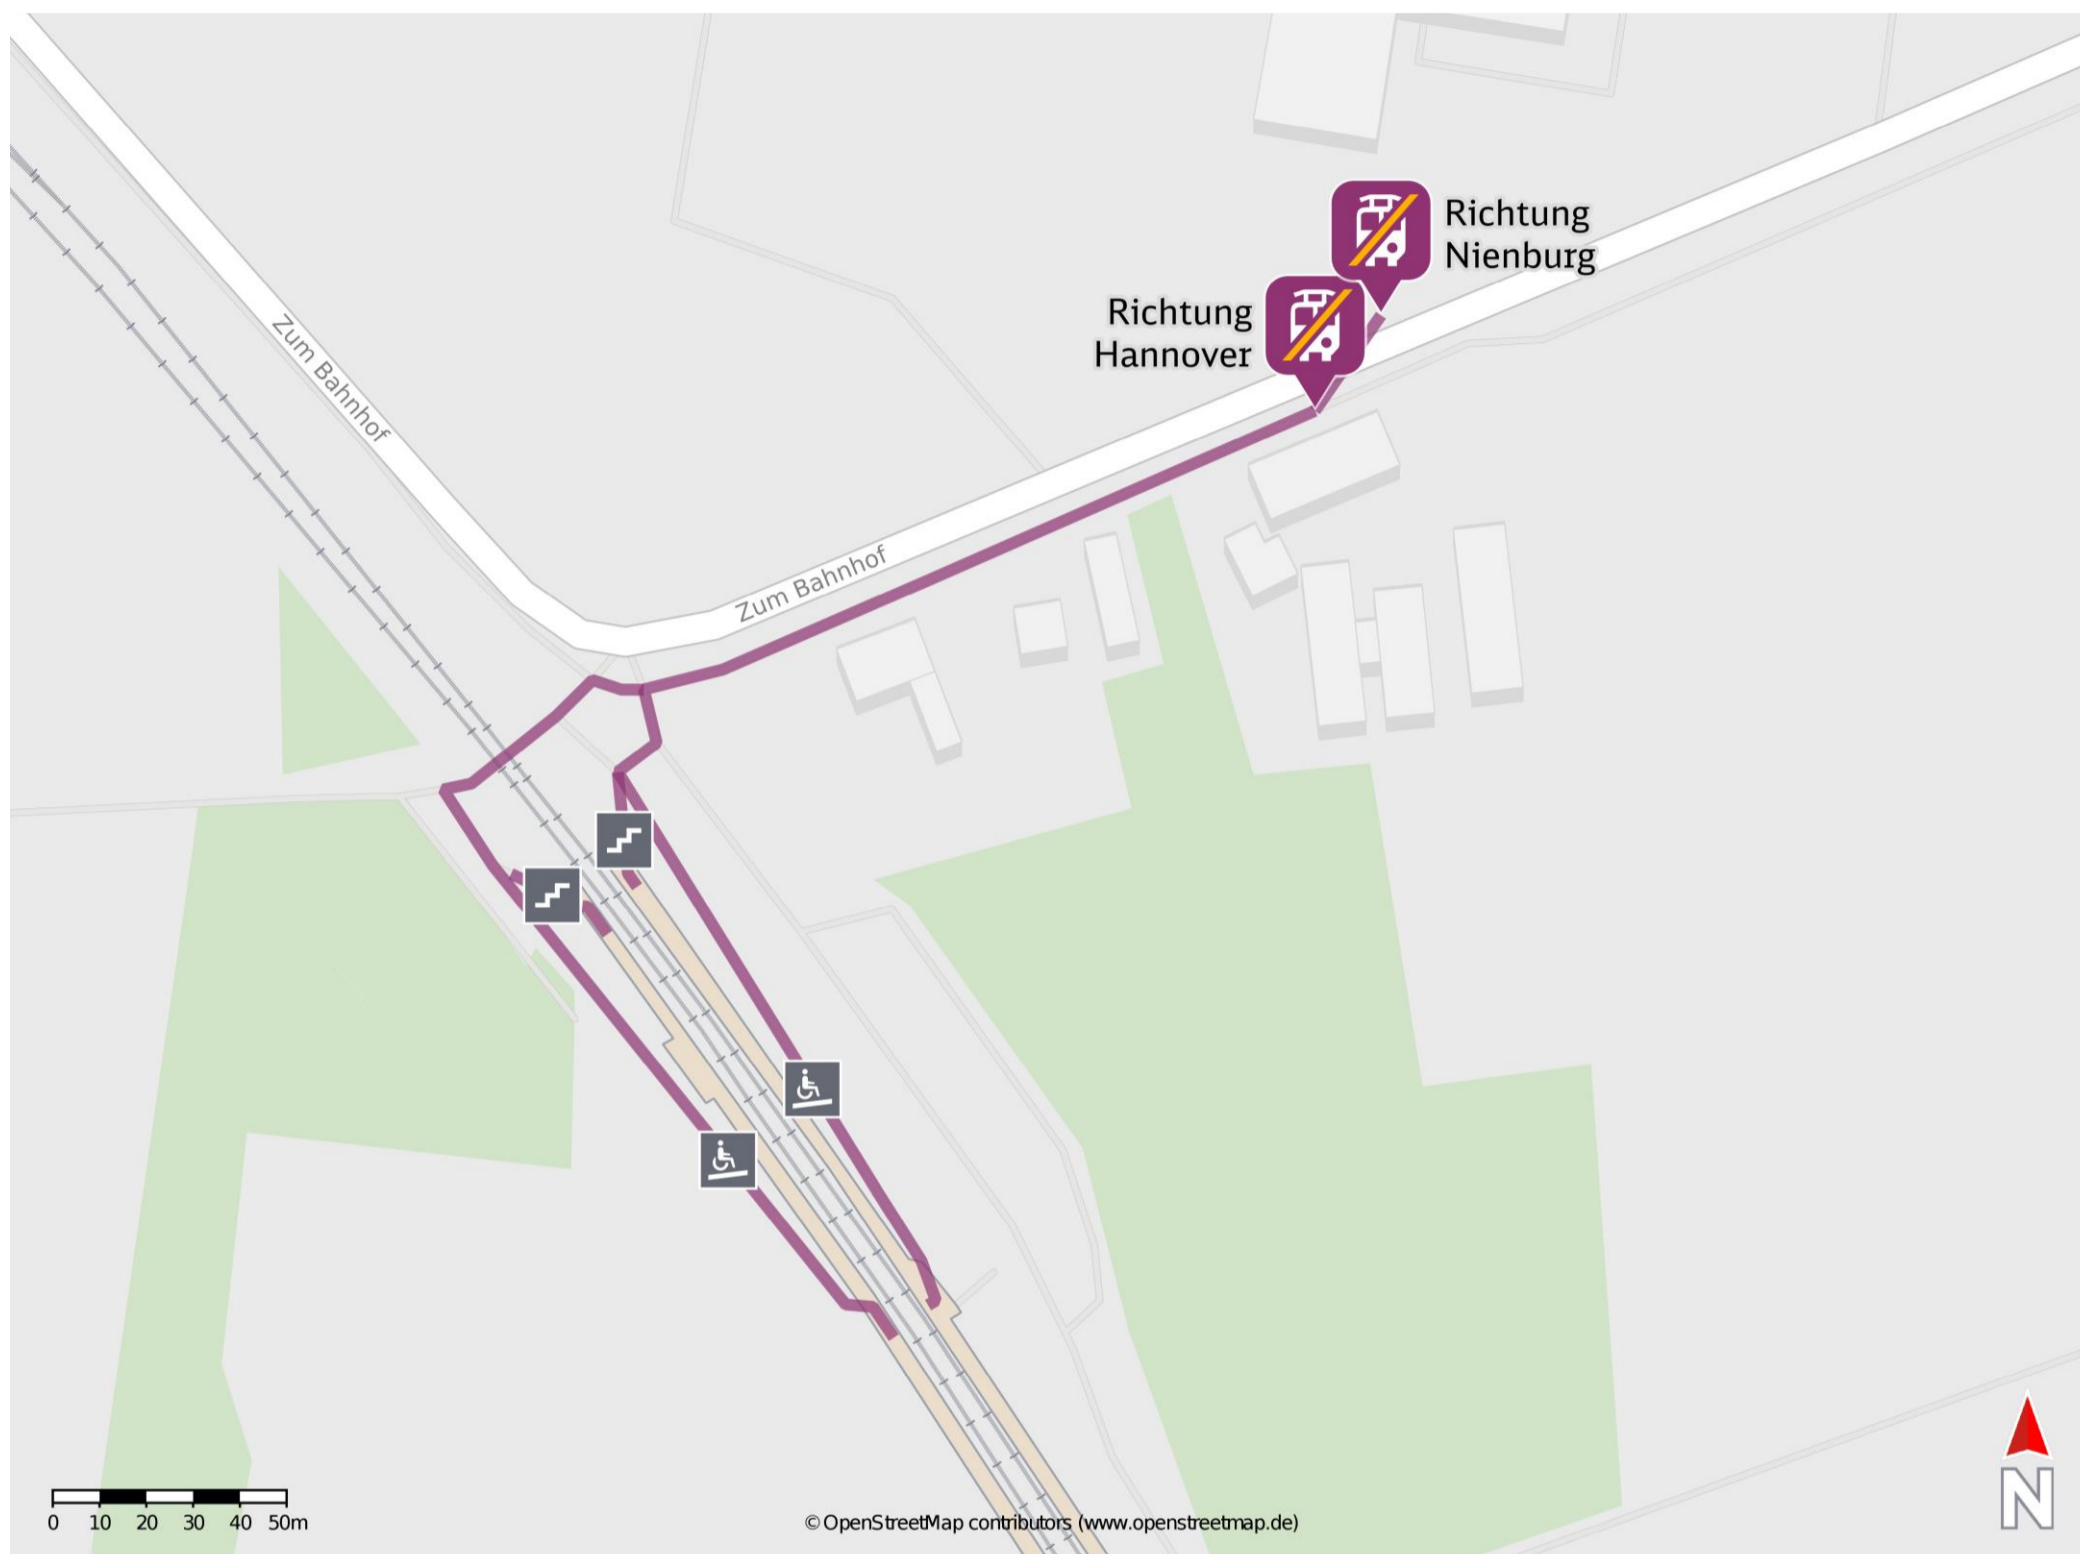 Richtung
Nienburg
Richtung
Hannover
Zum Bahnhof
Zum Bahnhof
0 10 20 30 40 50m
© OpenStreetMap contributors (www.openstreetmap.de)
N